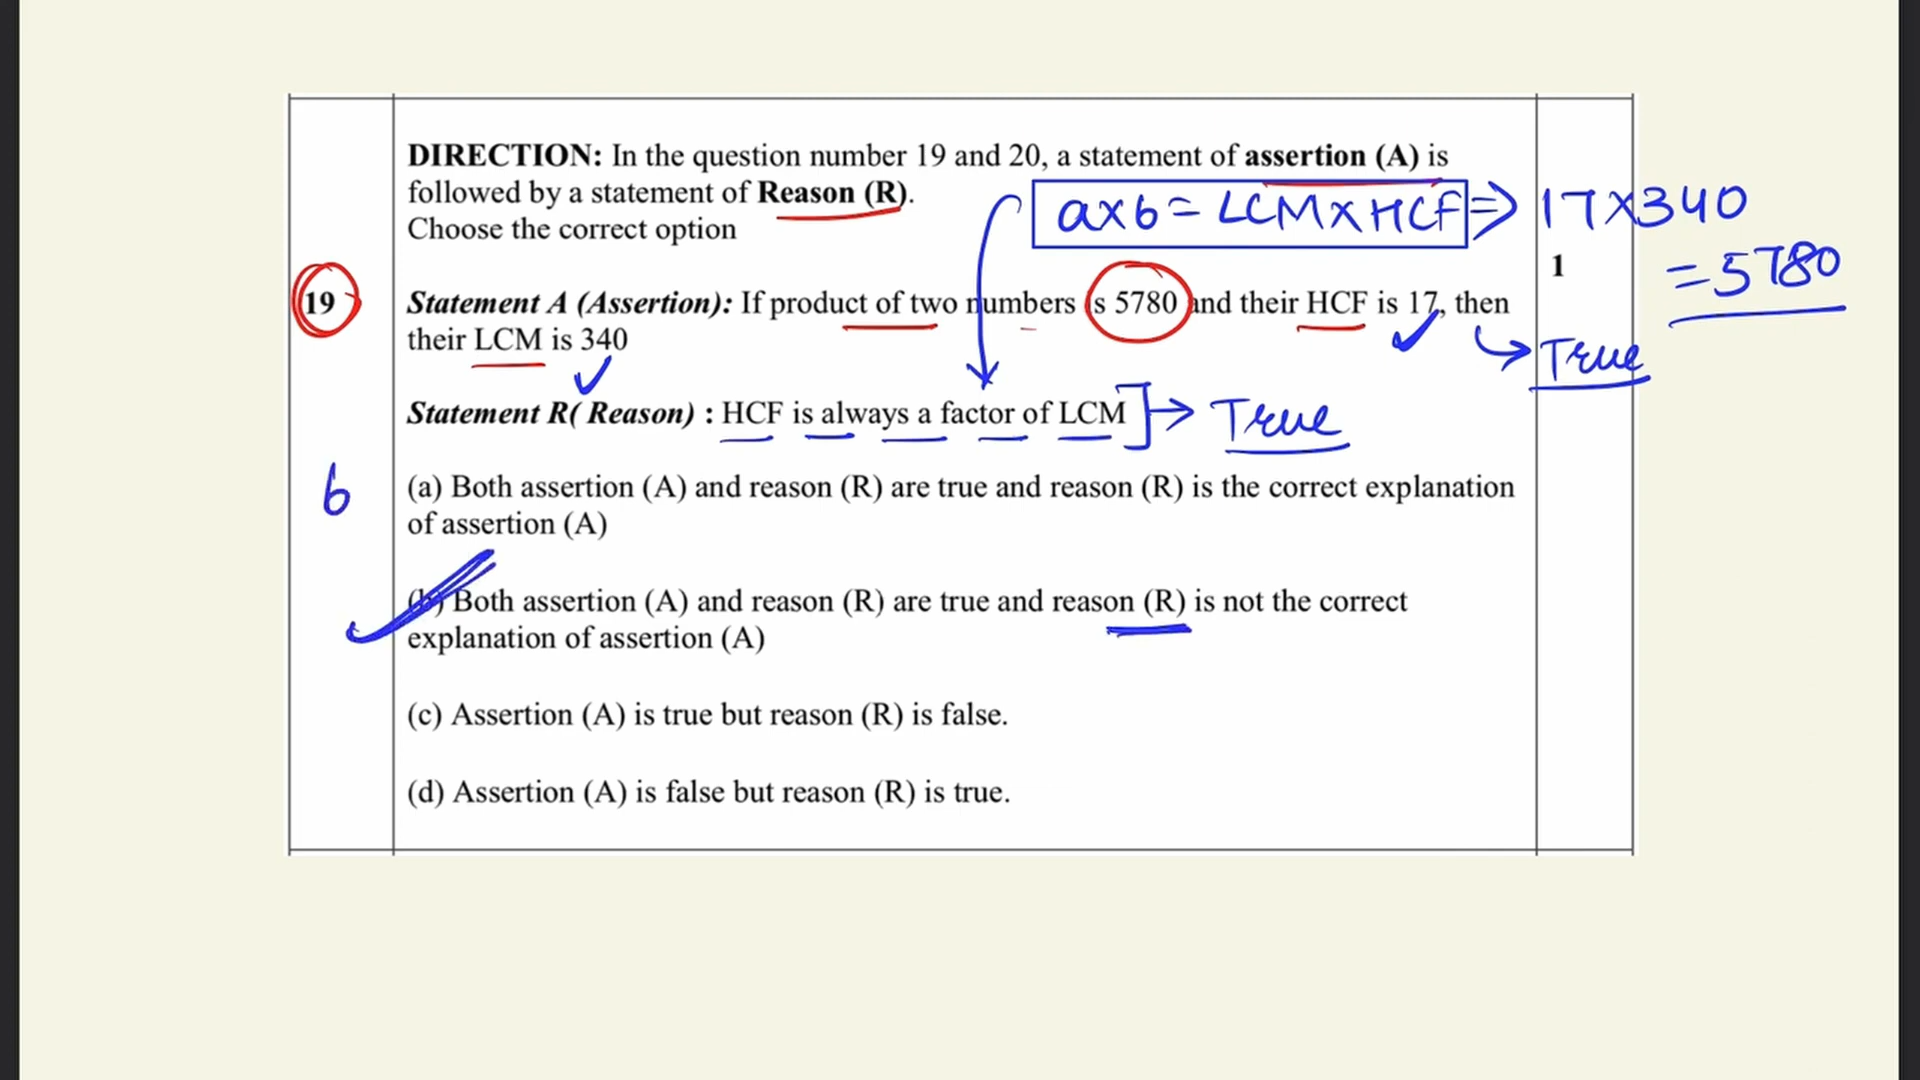 DIRECTION: In the question number 19 and 20, a statement of assertion (A) is
followed by a statement of Reason (R).
Choose the correct option
a×b = LCM×HCF ⇒ 17×340
= 5780
1
19
Statement A (Assertion): If product of two numbers is 5780 and their HCF is 17, then
their LCM is 340
True
Statement R( Reason) : HCF is always a factor of LCM
True
b
(a) Both assertion (A) and reason (R) are true and reason (R) is the correct explanation
of assertion (A)
(b) Both assertion (A) and reason (R) are true and reason (R) is not the correct
explanation of assertion (A)
(c) Assertion (A) is true but reason (R) is false.
(d) Assertion (A) is false but reason (R) is true.